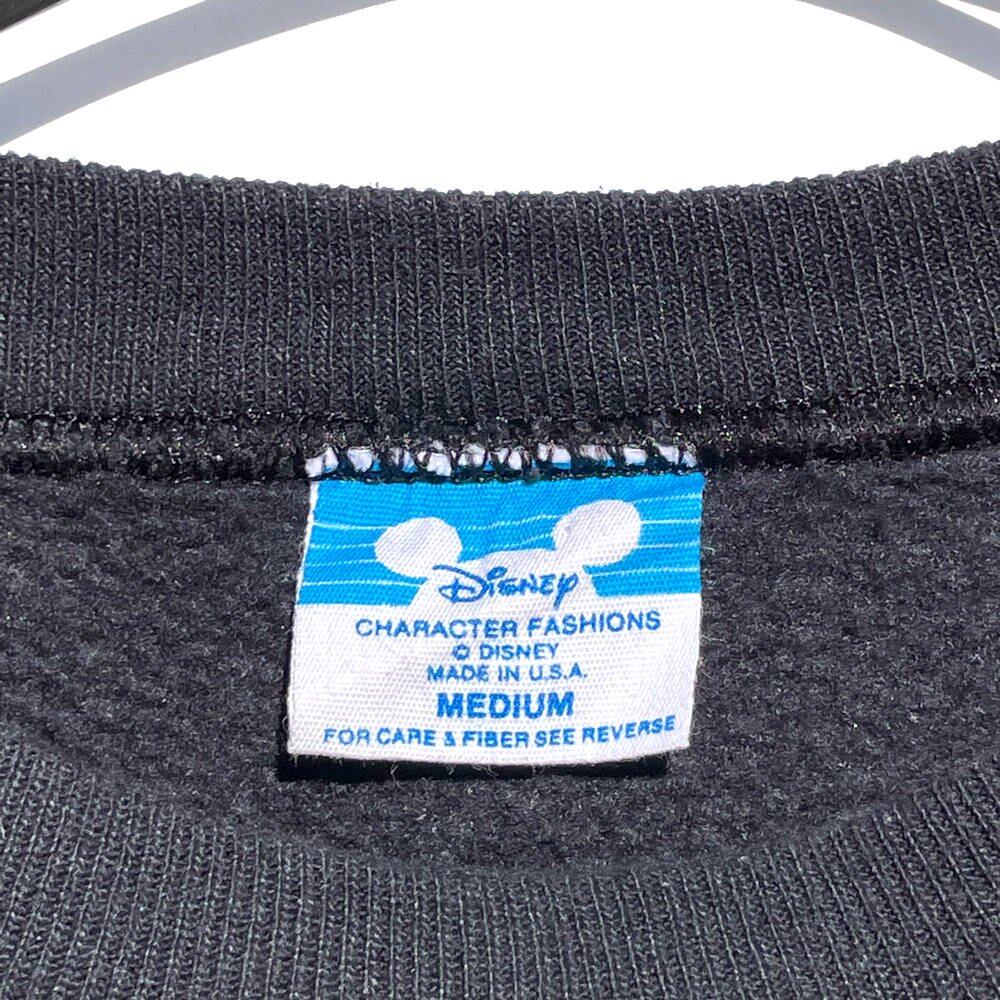 Disney
CHARACTER FASHIONS
© DISNEY
MADE IN U.S.A.
MEDIUM
FOR CARE & FIBER SEE REVERSE